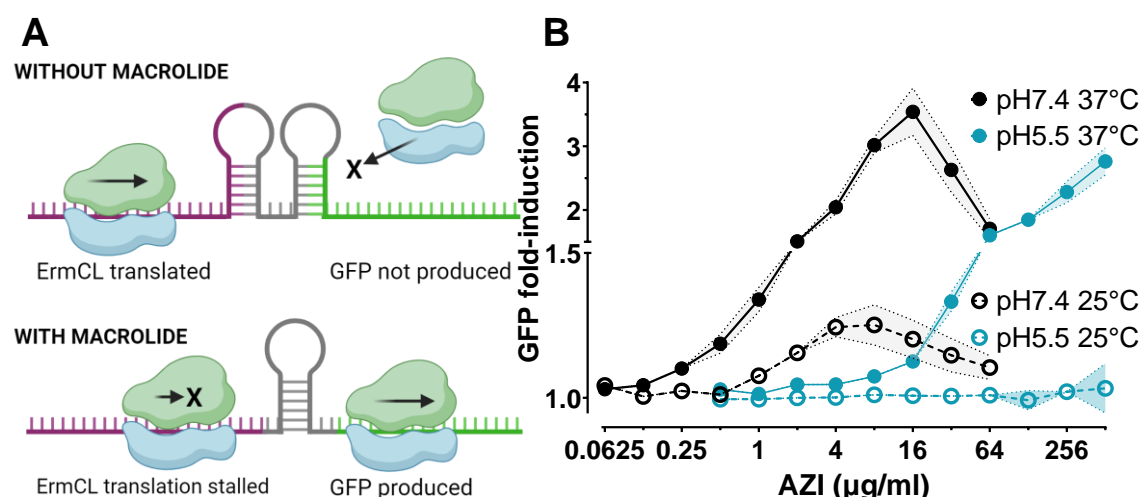 A
WITHOUT MACROLIDE
X
ErmCL translated
GFP not produced
WITH MACROLIDE
X
ErmCL translation stalled
GFP produced
B
GFP fold-induction
4
3
2
1.5
1.0
pH7.4 37°C
pH5.5 37°C
pH7.4 25°C
pH5.5 25°C
0.0625 0.25 1 4 16 64 256
AZI (µg/ml)